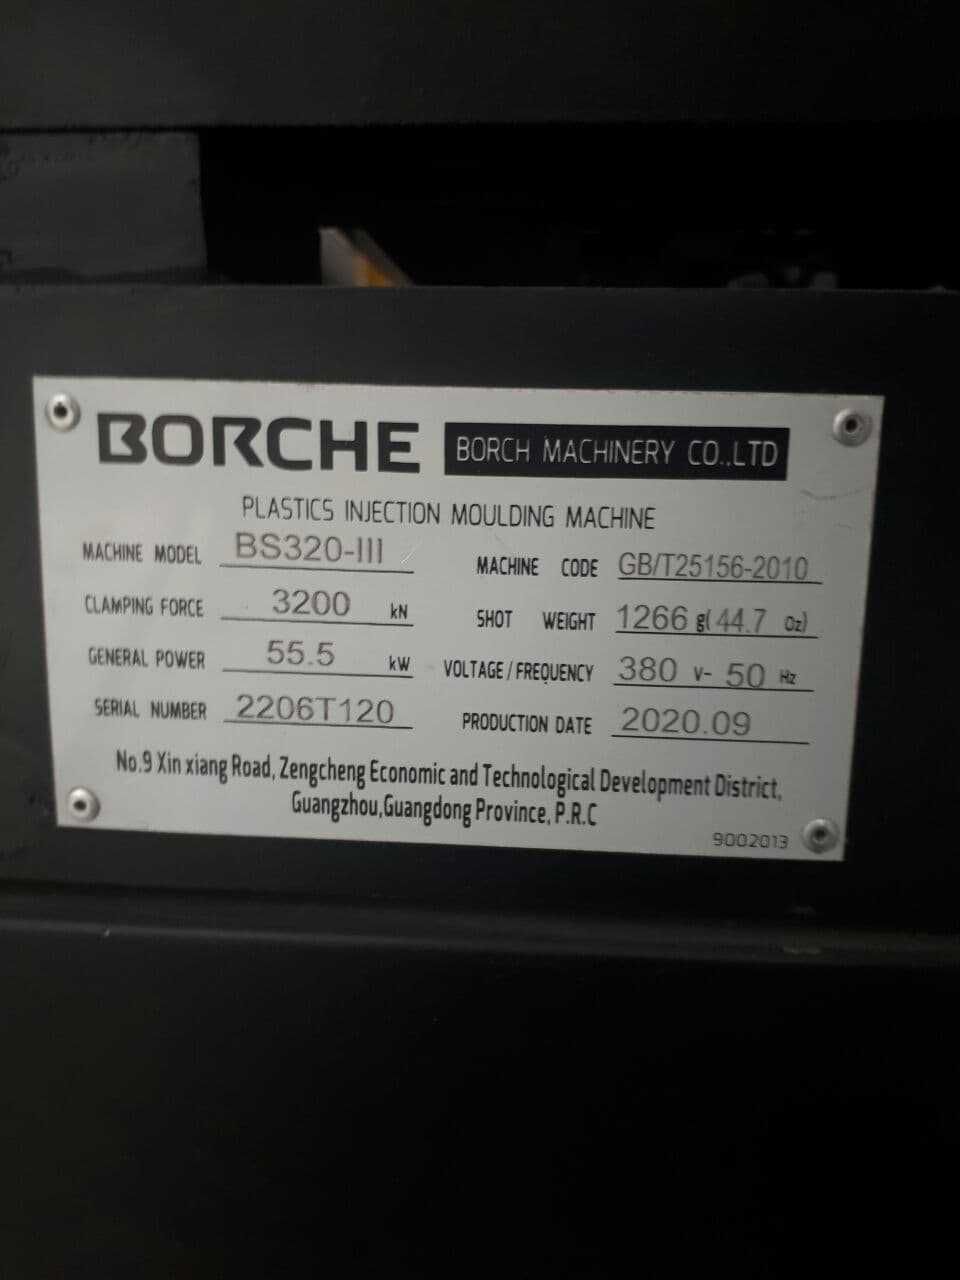 BORCHE BORCH MACHINERY CO.,LTD
PLASTICS INJECTION MOULDING MACHINE
MACHINE MODEL BS320-III MACHINE CODE GB/T25156-2010
CLAMPING FORCE 3200 kN SHOT WEIGHT 1266 g( 44.7 Oz)
GENERAL POWER 55.5 kW VOLTAGE/FREQUENCY 380 V- 50 Hz
SERIAL NUMBER 2206T120 PRODUCTION DATE 2020.09
No.9 Xin xiang Road, Zengcheng Economic and Technological Development District,
Guangzhou,Guangdong Province, P.R.C
9002013